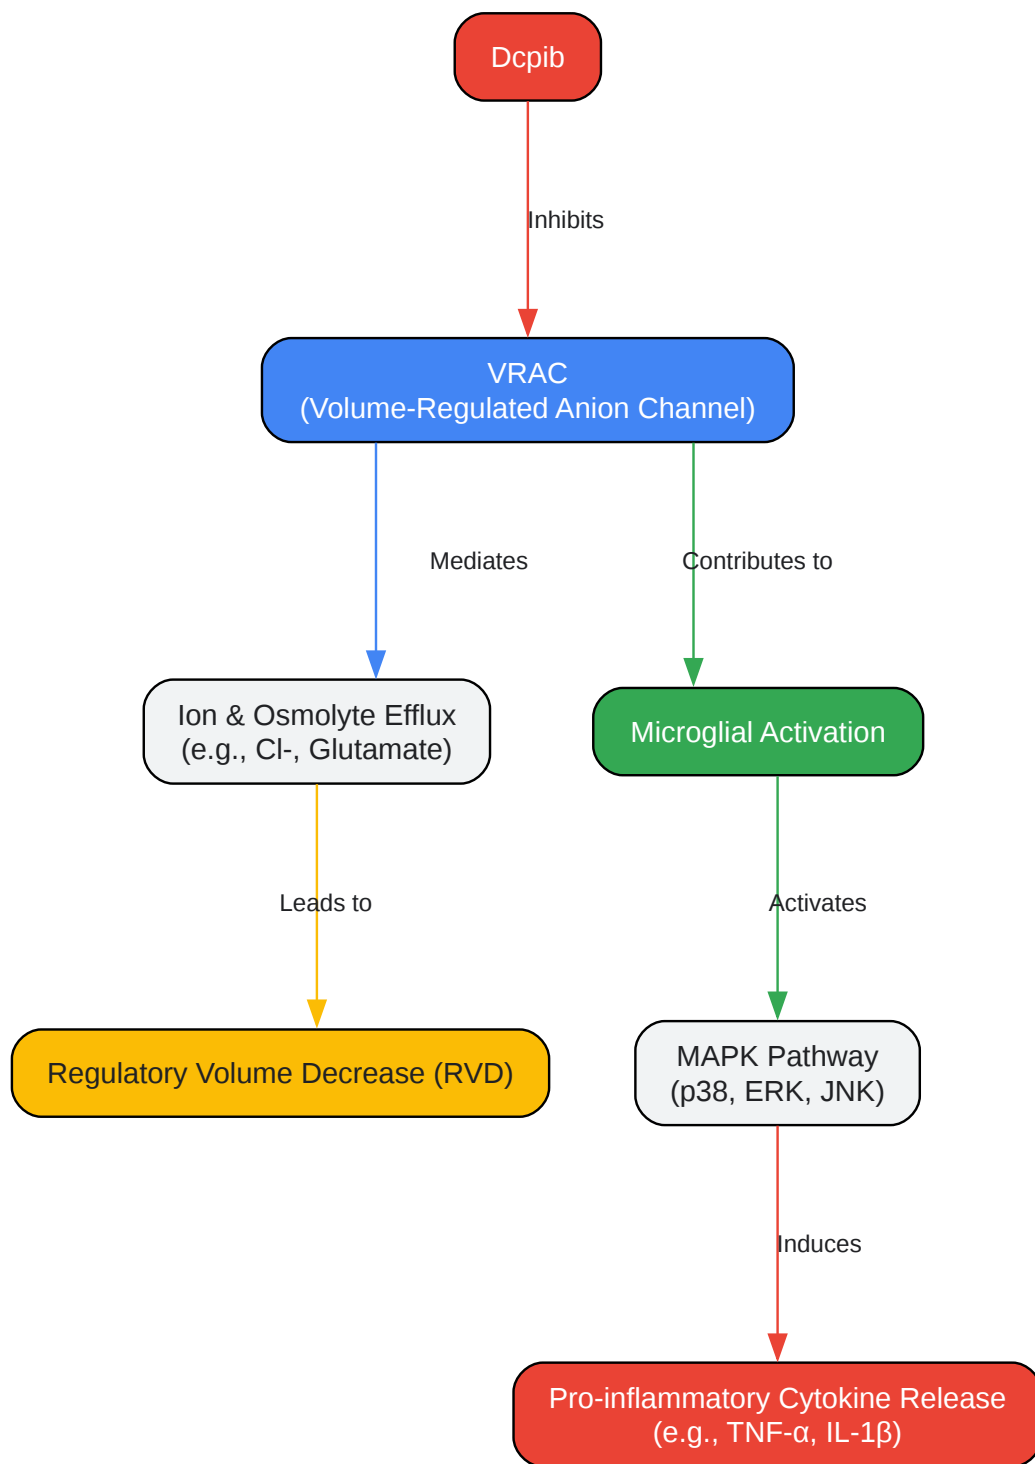 Dcpib
Inhibits
VRAC
(Volume-Regulated Anion Channel)
Mediates
Contributes to
Ion & Osmolyte Efflux
(e.g., Cl-, Glutamate)
Microglial Activation
Leads to
Activates
Regulatory Volume Decrease (RVD)
MAPK Pathway
(p38, ERK, JNK)
Induces
Pro-inflammatory Cytokine Release
(e.g., TNF-α, IL-1β)